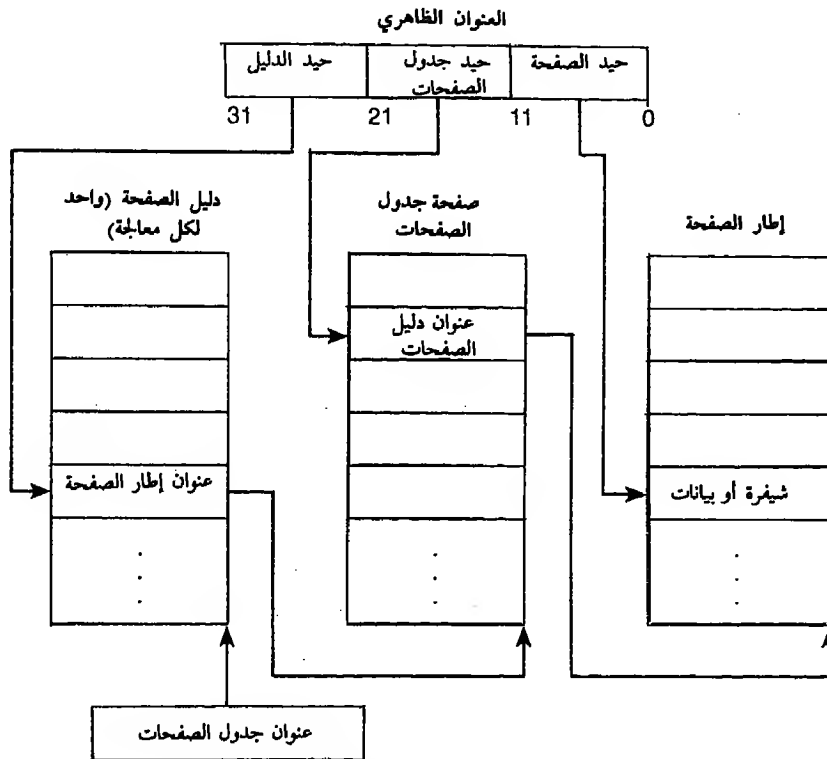 العنوان الظاهري
حيد الدليل
حيد جدول
الصفحات
حيد الصفحة
31
21
11
0
دليل الصفحة (واحد
لكل معالجة)
صفحة جدول
الصفحات
إطار الصفحة
عنوان دليل
الصفحات
عنوان إطار الصفحة
شيفرة أو بيانات
عنوان جدول الصفحات